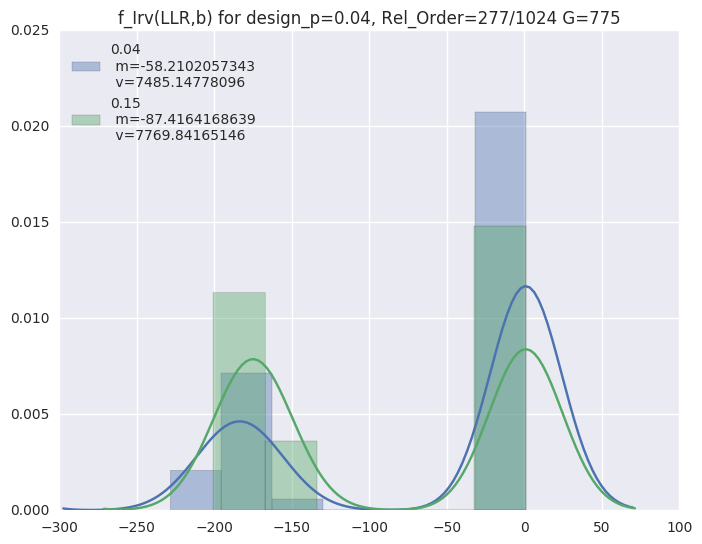 f_Irv(LLR,b) for design_p=0.04, Rel_Order=277/1024 G=775
0.04
m=-58.2102057343
v=7485.14778096
0.15
m=-87.4164168639
v=7769.84165146
0.025
0.020
0.015
0.010
0.005
0.000
−300 −250 −200 −150 −100 −50 0 50 100